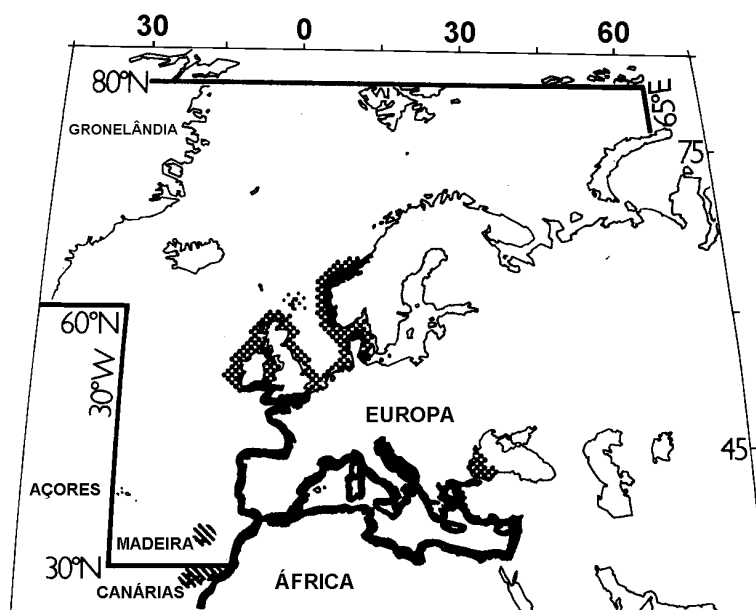 30 0 30 60
80°N
65°E
GRONELÂNDIA
75
60°N
30°W
EUROPA
45
AÇORES
MADEIRA
30°N
CANÁRIAS
ÁFRICA